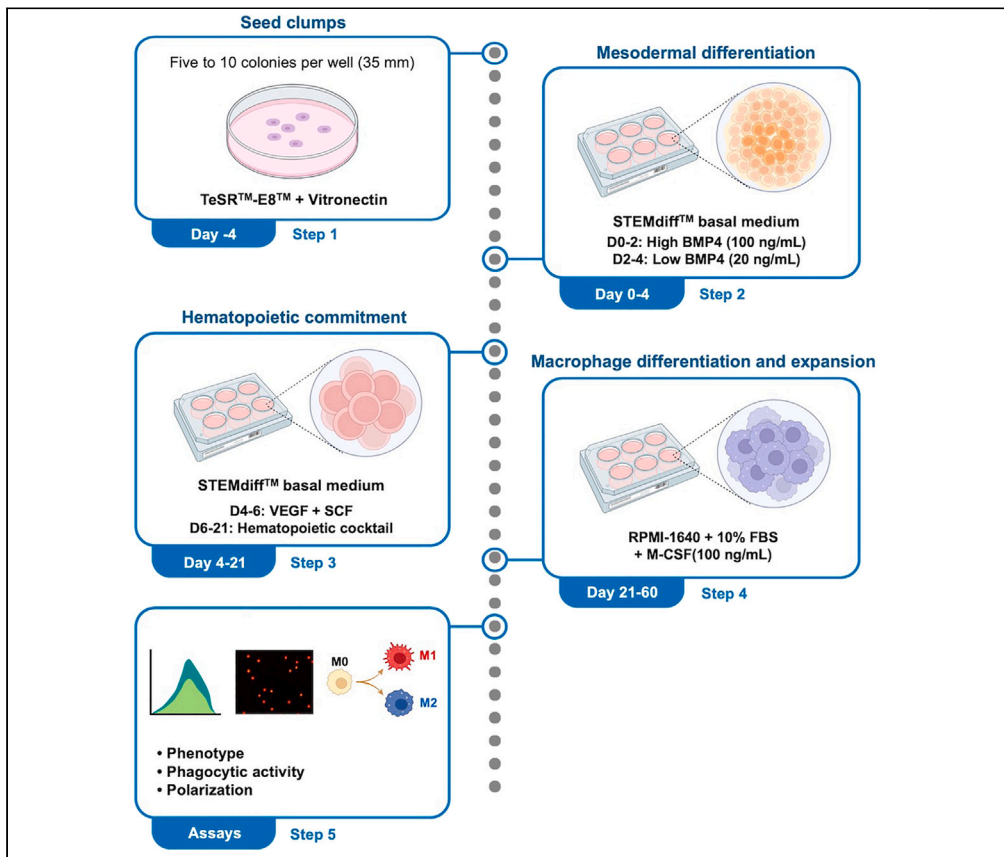 Seed clumps
Five to 10 colonies per well (35 mm)
TeSR™-E8™ + Vitronectin
Day -4
Step 1
Mesodermal differentiation
STEMdiff™ basal medium
D0-2: High BMP4 (100 ng/mL)
D2-4: Low BMP4 (20 ng/mL)
Day 0-4
Step 2
Hematopoietic commitment
STEMdiff™ basal medium
D4-6: VEGF + SCF
D6-21: Hematopoietic cocktail
Day 4-21
Step 3
Macrophage differentiation and expansion
RPMI-1640 + 10% FBS
+ M-CSF(100 ng/mL)
Day 21-60
Step 4
M0
M1
M2
• Phenotype
• Phagocytic activity
• Polarization
Assays
Step 5